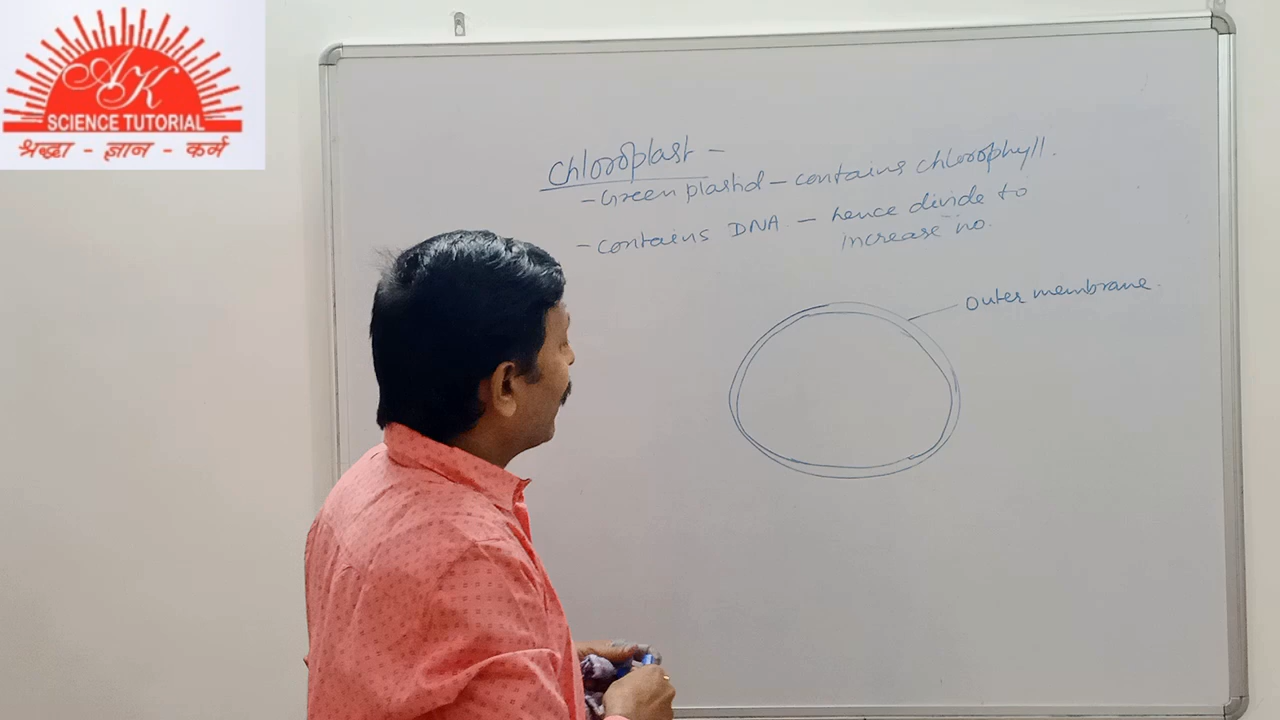 AK
SCIENCE TUTORIAL
श्रद्धा - ज्ञान - कर्म
Chloroplast -
- Green plastid - contains chlorophyll.
- contains DNA - hence divide to
increase no.
Outer membrane.